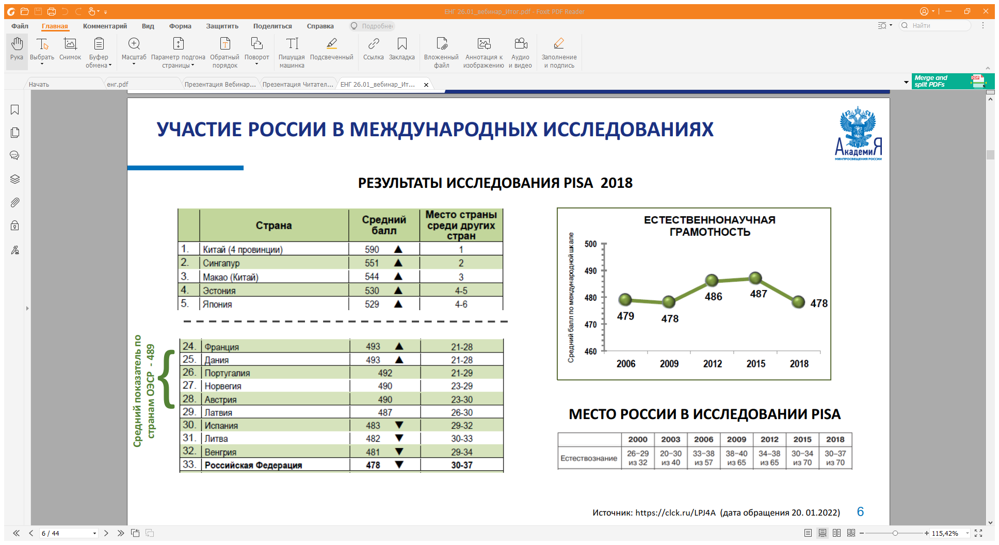 ЕНГ 26.01_вебинар_Итог.pdf - Foxit PDF Reader
Файл Главная Комментарий Вид Форма Защитить Поделиться Справка Подробнее Найти
Рука Выбрать Снимок Буфер обмена Масштаб Параметр подгона страницы Обратный порядок Поворот Пишущая машинка Подсвеченный Ссылка Закладка Вложенный файл Аннотация к изображению Аудио и видео Заполнение и подпись
Начать енг.pdf Презентация Вебинар... Презентация Читател... ЕНГ 26.01_вебинар_Ит...
Merge and
split PDFs
PDF
УЧАСТИЕ РОССИИ В МЕЖДУНАРОДНЫХ ИССЛЕДОВАНИЯХ
АкадемиЯ
МИНПРОСВЕЩЕНИЯ РОССИИ
РЕЗУЛЬТАТЫ ИССЛЕДОВАНИЯ PISA 2018
Страна Средний балл Место страны среди других стран
1. Китай (4 провинции) 590 ▲ 1
2. Сингапур 551 ▲ 2
3. Макао (Китай) 544 ▲ 3
4. Эстония 530 ▲ 4-5
5. Япония 529 ▲ 4-6
Средний показатель по
странам ОЭСР - 489
24. Франция 493 ▲ 21-28
25. Дания 493 ▲ 21-28
26. Португалия 492 21-29
27. Норвегия 490 23-29
28. Австрия 490 23-30
29. Латвия 487 26-30
30. Испания 483 ▼ 29-32
31. Литва 482 ▼ 30-33
32. Венгрия 481 ▼ 29-34
33. Российская Федерация 478 ▼ 30-37
ЕСТЕСТВЕННОНАУЧНАЯ
ГРАМОТНОСТЬ
Средний балл по международной шкале
500
490
480
470
460
479 478 486 487 478
2006 2009 2012 2015 2018
МЕСТО РОССИИ В ИССЛЕДОВАНИИ PISA
2000 2003 2006 2009 2012 2015 2018
Естествознание 26–29 из 32 20–30 из 40 33–38 из 57 38–40 из 65 34–38 из 65 30–34 из 70 30–37 из 70
Источник: https://clck.ru/LPJ4A (дата обращения 20. 01.2022) 6
6 / 44 115,42%